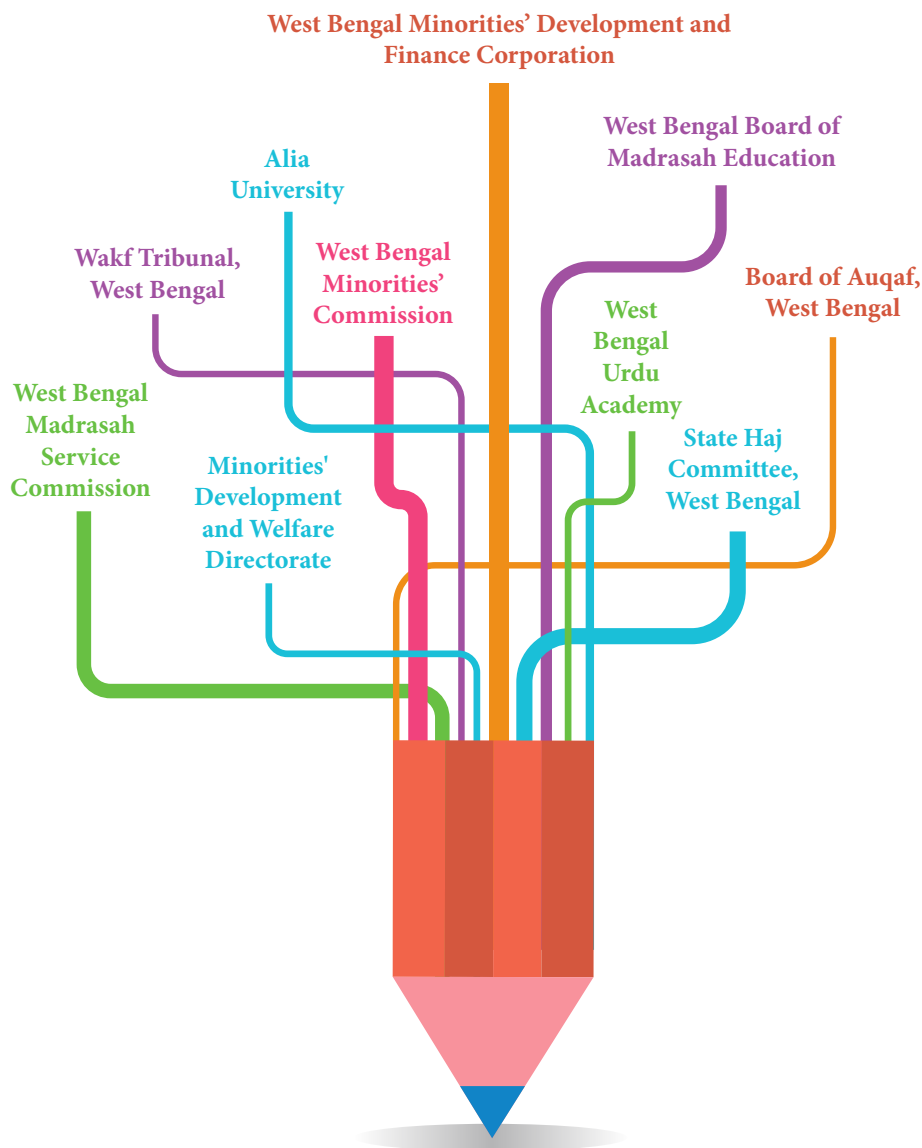 West Bengal Minorities’ Development and
Finance Corporation
West Bengal Board of
Madrasah Education
Alia
University
Wakf Tribunal,
West Bengal
West Bengal
Minorities’
Commission
Board of Auqaf,
West Bengal
West
Bengal
Urdu
Academy
West Bengal
Madrasah
Service
Commission
Minorities'
Development
and Welfare
Directorate
State Haj
Committee,
West Bengal